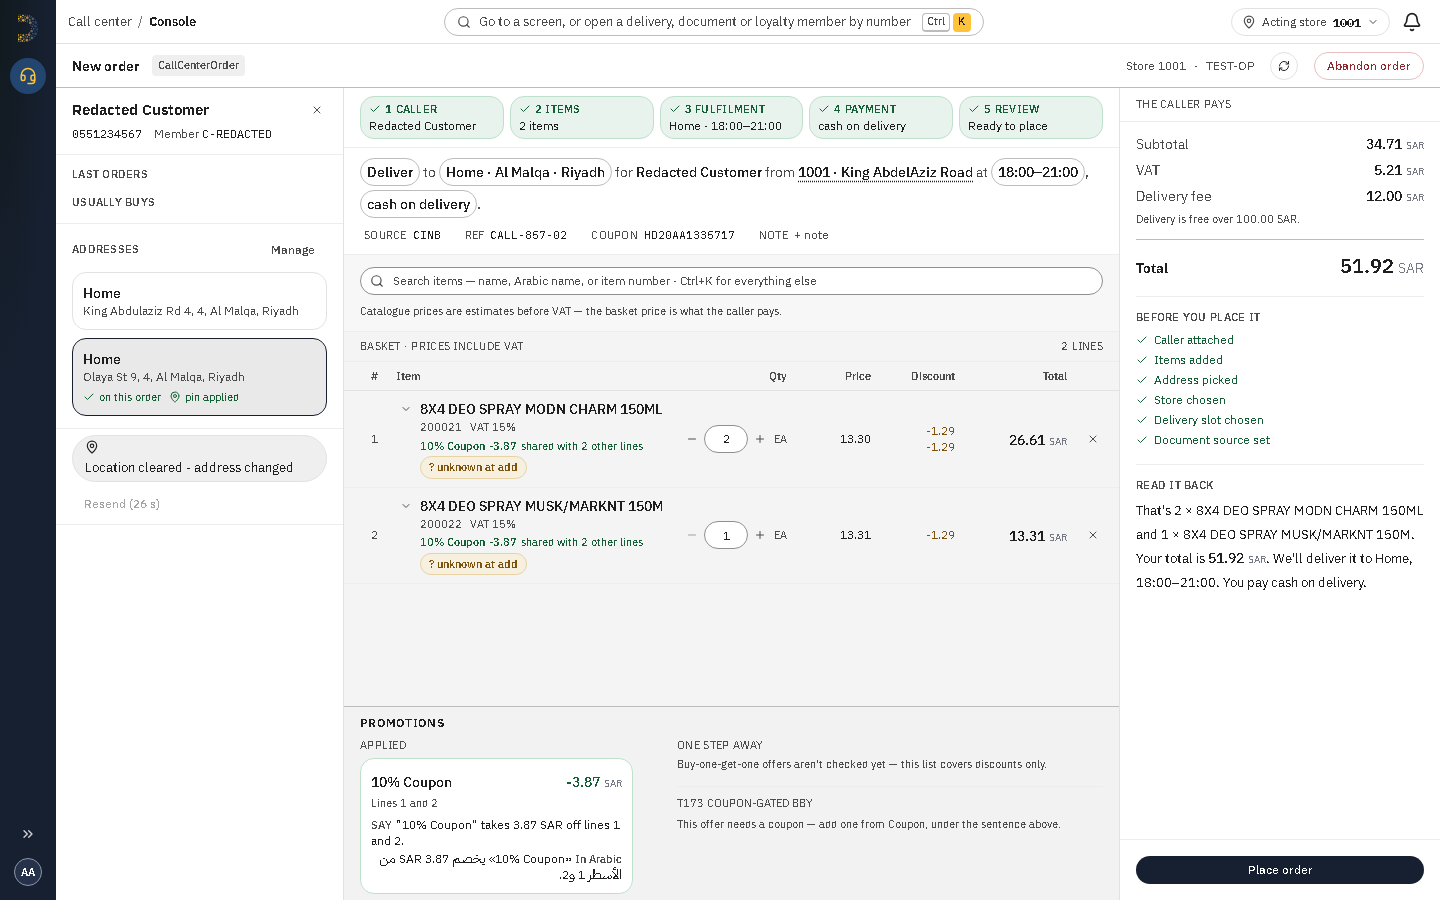 Call center / Console
Go to a screen, or open a delivery, document or loyalty member by number Ctrl K
Acting store 1001
New order CallCenterOrder
Store 1001 · TEST-OP
Abandon order
Redacted Customer
0551234567 Member C-REDACTED
LAST ORDERS
USUALLY BUYS
ADDRESSES Manage
Home
King Abdulaziz Rd 4, 4, Al Malqa, Riyadh
Home
Olaya St 9, 4, Al Malqa, Riyadh
on this order pin applied
Location cleared - address changed
Resend (26 s)
AA
1 CALLER
Redacted Customer
2 ITEMS
2 items
3 FULFILMENT
Home · 18:00–21:00
4 PAYMENT
cash on delivery
5 REVIEW
Ready to place
Deliver to Home · Al Malqa · Riyadh for Redacted Customer from 1001 · King AbdelAziz Road at 18:00–21:00 ,
cash on delivery .
SOURCE CINB REF CALL-867-02 COUPON HD20AA1335717 NOTE + note
Search items — name, Arabic name, or item number · Ctrl+K for everything else
Catalogue prices are estimates before VAT — the basket price is what the caller pays.
BASKET · PRICES INCLUDE VAT 2 LINES
# Item Qty Price Discount Total
1 8X4 DEO SPRAY MODN CHARM 150ML
200021 VAT 15%
10% Coupon -3.87 shared with 2 other lines
? unknown at add
− 2 + EA 13.30 -1.29
-1.29
26.61 SAR ×
2 8X4 DEO SPRAY MUSK/MARKNT 150M
200022 VAT 15%
10% Coupon -3.87 shared with 2 other lines
? unknown at add
− 1 + EA 13.31 -1.29 13.31 SAR ×
PROMOTIONS
APPLIED
10% Coupon -3.87 SAR
Lines 1 and 2
SAY "10% Coupon" takes 3.87 SAR off lines 1
and 2.
In Arabic «10% Coupon» يخصم 3.87 SAR من
الأسطر 1 و2.
ONE STEP AWAY
Buy-one-get-one offers aren't checked yet — this list covers discounts only.
T173 COUPON-GATED BBY
This offer needs a coupon — add one from Coupon, under the sentence above.
THE CALLER PAYS
Subtotal 34.71 SAR
VAT 5.21 SAR
Delivery fee 12.00 SAR
Delivery is free over 100.00 SAR.
Total 51.92 SAR
BEFORE YOU PLACE IT
Caller attached
Items added
Address picked
Store chosen
Delivery slot chosen
Document source set
READ IT BACK
That's 2 × 8X4 DEO SPRAY MODN CHARM 150ML
and 1 × 8X4 DEO SPRAY MUSK/MARKNT 150M.
Your total is 51.92 SAR. We'll deliver it to Home,
18:00–21:00. You pay cash on delivery.
Place order